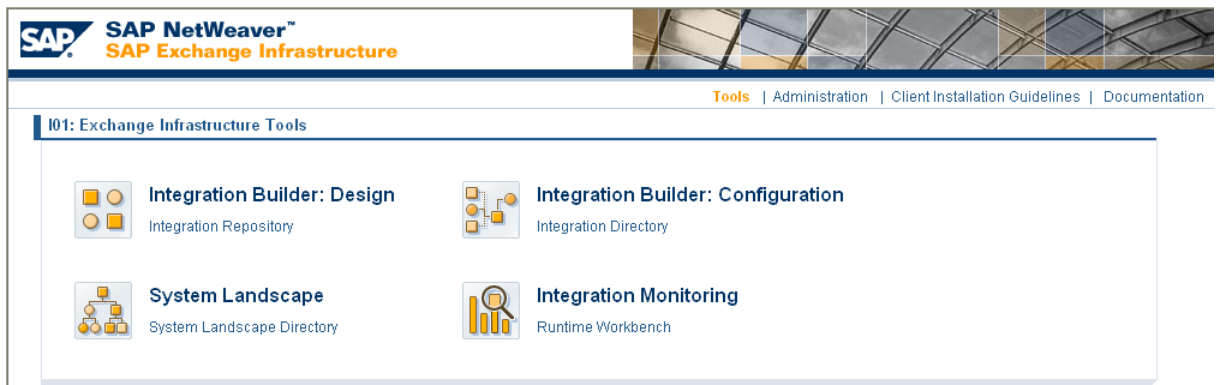 SAP SAP NetWeaver™
SAP Exchange Infrastructure
Tools | Administration | Client Installation Guidelines | Documentation
I01: Exchange Infrastructure Tools
Integration Builder: Design
Integration Repository
Integration Builder: Configuration
Integration Directory
System Landscape
System Landscape Directory
Integration Monitoring
Runtime Workbench